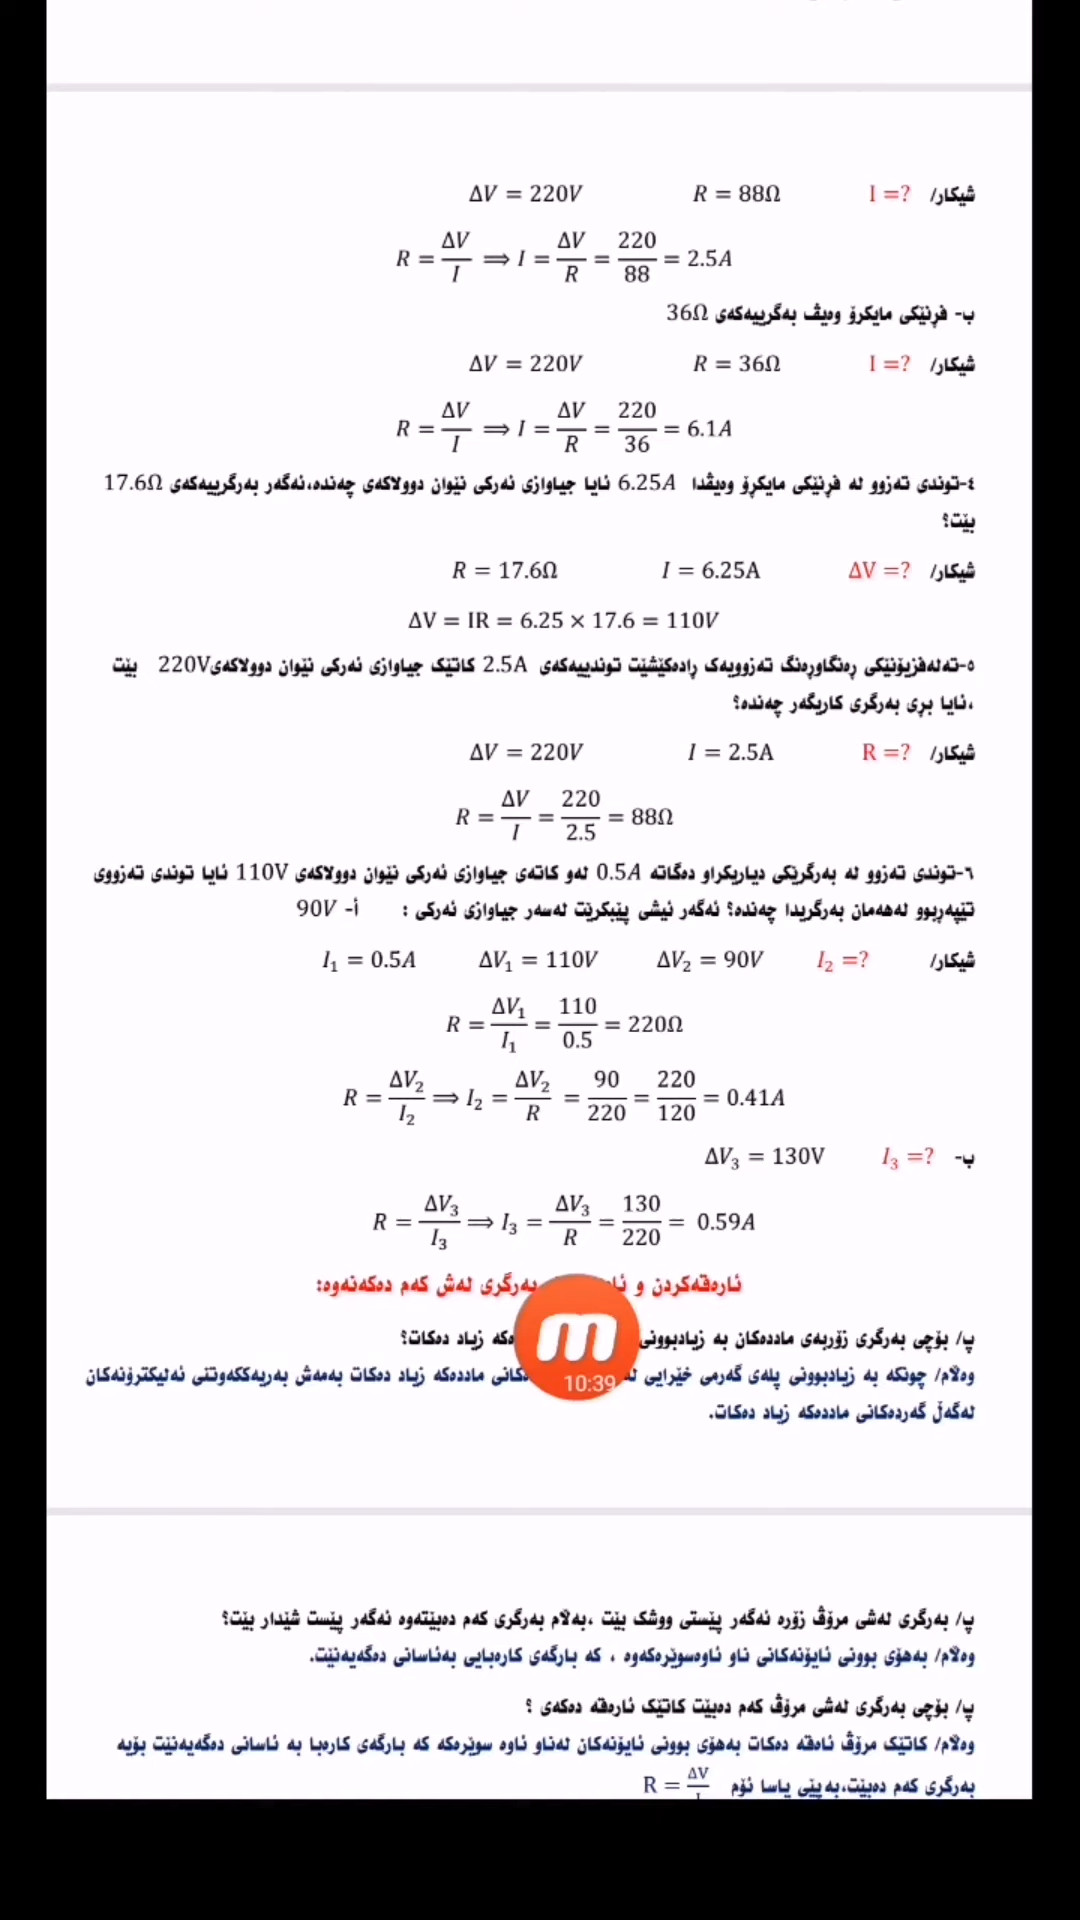 شیکار/ I =? R = 88Ω ΔV = 220V
R = ΔV/I ⟹ I = ΔV/R = 220/88 = 2.5A
ب- فڕنێکی مایکرۆ وەیڤ بەگرییەکەی 36Ω
شیکار/ I =? R = 36Ω ΔV = 220V
R = ΔV/I ⟹ I = ΔV/R = 220/36 = 6.1A
٤-توندی تەزوو لە فڕنێکی مایکرۆ وەیڤدا 6.25A ئایا جیاوازی ئەرکی نێوان دوولاکەی چەندە،ئەگەر بەرگرییەکەی 17.6Ω
بێت؟
شیکار/ ΔV =? I = 6.25A R = 17.6Ω
ΔV = IR = 6.25 × 17.6 = 110V
٥-تەلەفزیۆنێکی ڕەنگاوڕەنگ تەزوویەک ڕادەکێشێت توندییەکەی 2.5A کاتێک جیاوازی ئەرکی نێوان دوولاکەی220V بێت
،ئایا بڕی بەرگری کاریگەر چەندە؟
شیکار/ R =? I = 2.5A ΔV = 220V
R = ΔV/I = 220/2.5 = 88Ω
٦-توندی تەزوو لە بەرگرێکی دیاریکراو دەگاتە 0.5A لەو کاتەی جیاوازی ئەرکی نێوان دوولاکەی 110V ئایا توندی تەزووی
تێپەڕبوو لەهەمان بەرگریدا چەندە؟ ئەگەر ئیشی پێبکرێت لەسەر جیاوازی ئەرکی : أ- 90V
شیکار/ I₂ =? ΔV₂ = 90V ΔV₁ = 110V I₁ = 0.5A
R = ΔV₁/I₁ = 110/0.5 = 220Ω
R = ΔV₂/I₂ ⟹ I₂ = ΔV₂/R = 90/220 = 220/120 = 0.41A
ب- I₃ =? ΔV₃ = 130V
R = ΔV₃/I₃ ⟹ I₃ = ΔV₃/R = 130/220 = 0.59A
ئارەقەکردن و بەرگری لەش کەم دەکەنەوە:
پ/ بۆچی بەرگری زۆربەی ماددەکان بە زیادبوونی زیاد دەکات؟
10:39
وەڵام/ چونکە بە زیادبوونی پلەی گەرمی خێرایی ماددەکە زیاد دەکات بەمەش بەریەککەوتنی ئەلیکترۆنەکان
لەگەڵ گەردەکانی ماددەکە زیاد دەکات.
پ/ بەرگری لەشی مرۆڤ زۆرە ئەگەر پێستی ووشک بێت ،بەڵام بەرگری کەم دەبێتەوە ئەگەر پێست شێدار بێت؟
وەڵام/ بەهۆی بوونی ئایۆنەکانی ناو ئاوەسوێرەکەوە ، کە بارگەی کارەبایی بەئاسانی دەگەیەنێت.
پ/ بۆچی بەرگری لەشی مرۆڤ کەم دەبێت کاتێک ئارەقە دەکەی ؟
وەڵام/ کاتێک مرۆڤ ئاەقە دەکات بەهۆی بوونی ئایۆنەکان لەناو ئاوە سوێرەکە کە بارگەی کارەبا بە ئاسانی دەگەیەنێت بۆیە
بەرگری کەم دەبێت،بەپێی یاسا ئۆم R = ΔV/I